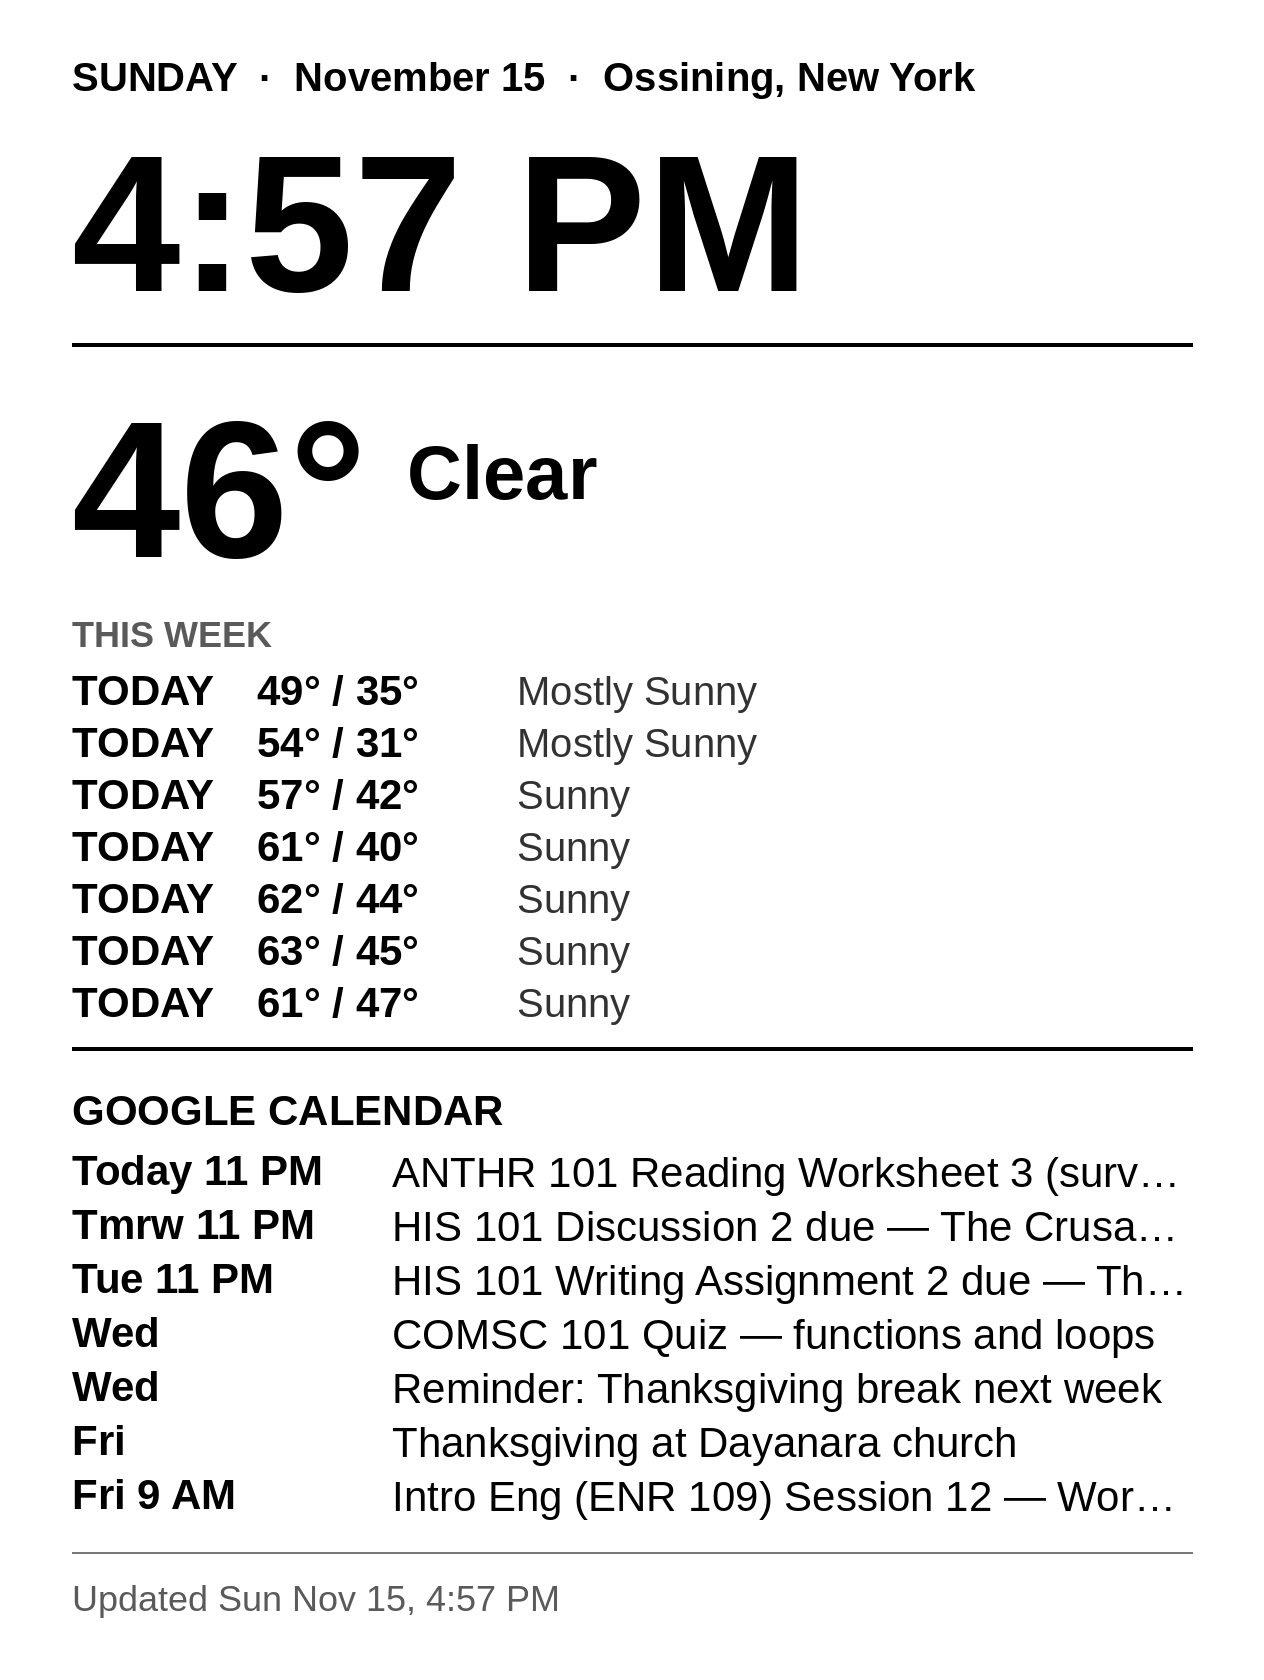 SUNDAY · November 15 · Ossining, New York
4:57 PM
46° Clear
THIS WEEK
TODAY 49° / 35° Mostly Sunny
TODAY 54° / 31° Mostly Sunny
TODAY 57° / 42° Sunny
TODAY 61° / 40° Sunny
TODAY 62° / 44° Sunny
TODAY 63° / 45° Sunny
TODAY 61° / 47° Sunny
GOOGLE CALENDAR
Today 11 PM ANTHR 101 Reading Worksheet 3 (surv…
Tmrw 11 PM HIS 101 Discussion 2 due — The Crusa…
Tue 11 PM HIS 101 Writing Assignment 2 due — Th…
Wed COMSC 101 Quiz — functions and loops
Wed Reminder: Thanksgiving break next week
Fri Thanksgiving at Dayanara church
Fri 9 AM Intro Eng (ENR 109) Session 12 — Wor…
Updated Sun Nov 15, 4:57 PM